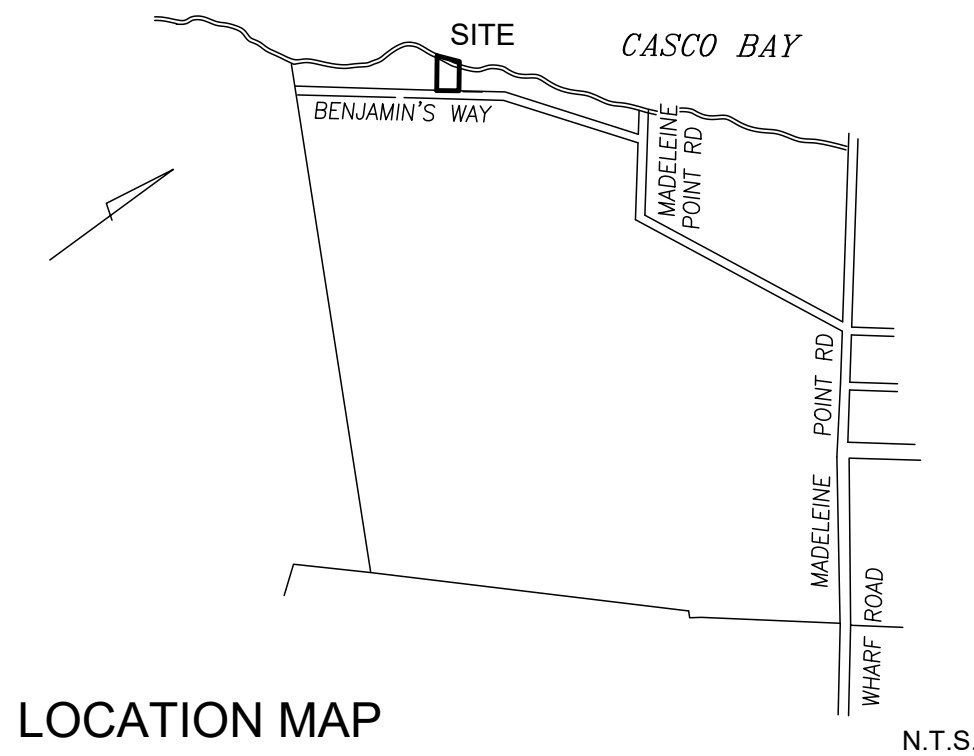 SITE
CASCO BAY
BENJAMIN'S WAY
MADELEINE
POINT RD
MADELEINE POINT RD
WHARF ROAD
LOCATION MAP
N.T.S.